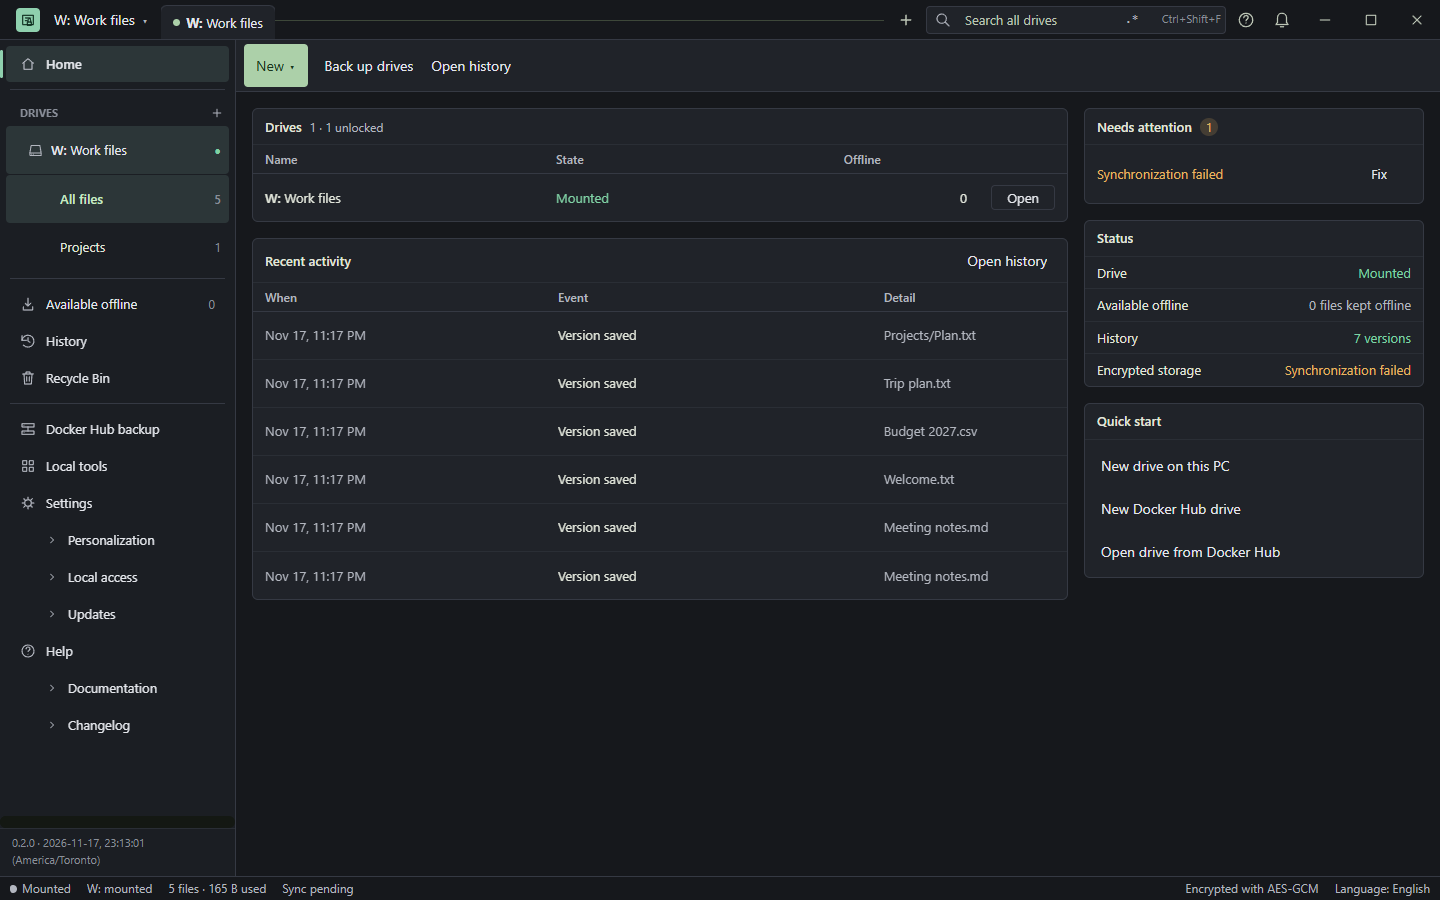 W: Work files
W: Work files
Search all drives
.*
Ctrl+Shift+F
Home
DRIVES
W: Work files
All files 5
Projects 1
Available offline 0
History
Recycle Bin
Docker Hub backup
Local tools
Settings
Personalization
Local access
Updates
Help
Documentation
Changelog
0.2.0 · 2026-11-17, 23:13:01
(America/Toronto)
New
Back up drives
Open history
Drives 1 · 1 unlocked
Name State Offline
W: Work files Mounted 0 Open
Recent activity Open history
When Event Detail
Nov 17, 11:17 PM Version saved Projects/Plan.txt
Nov 17, 11:17 PM Version saved Trip plan.txt
Nov 17, 11:17 PM Version saved Budget 2027.csv
Nov 17, 11:17 PM Version saved Welcome.txt
Nov 17, 11:17 PM Version saved Meeting notes.md
Nov 17, 11:17 PM Version saved Meeting notes.md
Needs attention 1
Synchronization failed Fix
Status
Drive Mounted
Available offline 0 files kept offline
History 7 versions
Encrypted storage Synchronization failed
Quick start
New drive on this PC
New Docker Hub drive
Open drive from Docker Hub
Mounted W: mounted 5 files · 165 B used Sync pending
Encrypted with AES-GCM Language: English